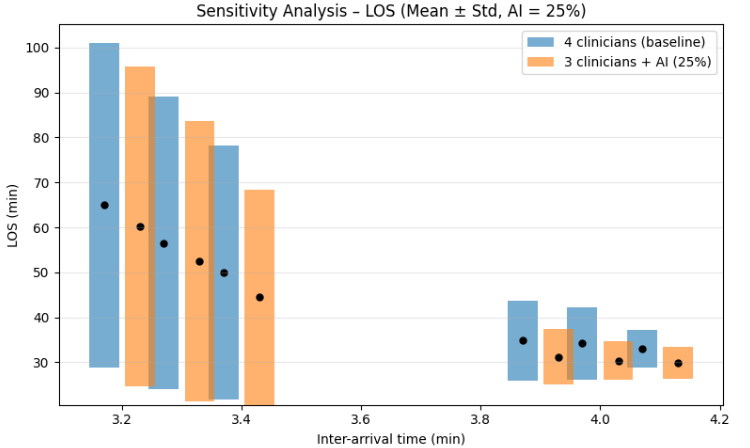 Sensitivity Analysis – LOS (Mean ± Std, AI = 25%)
4 clinicians (baseline)
3 clinicians + AI (25%)
LOS (min)
100
90
80
70
60
50
40
30
3.2 3.4 3.6 3.8 4.0 4.2
Inter-arrival time (min)